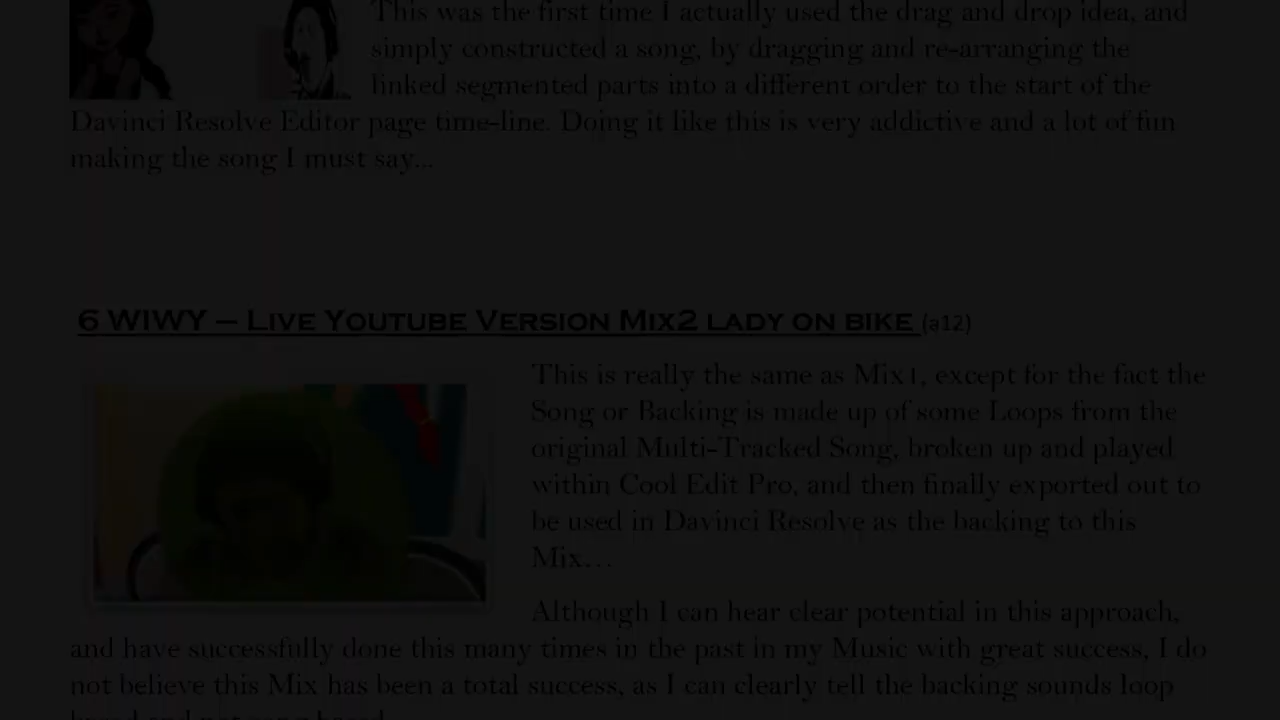 This was the first time I actually used the drag and drop idea, and
simply constructed a song, by dragging and re-arranging the
linked segmented parts into a different order to the start of the
Davinci Resolve Editor page time-line. Doing it like this is very addictive and a lot of fun
making the song I must say...
6 WIWY – Live Youtube Version Mix2 lady on bike (a12)
This is really the same as Mix1, except for the fact the
Song or Backing is made up of some Loops from the
original Multi-Tracked Song, broken up and played
within Cool Edit Pro, and then finally exported out to
be used in Davinci Resolve as the backing to this
Mix…
Although I can hear clear potential in this approach,
and have successfully done this many times in the past in my Music with great success, I do
not believe this Mix has been a total success, as I can clearly tell the backing sounds loop